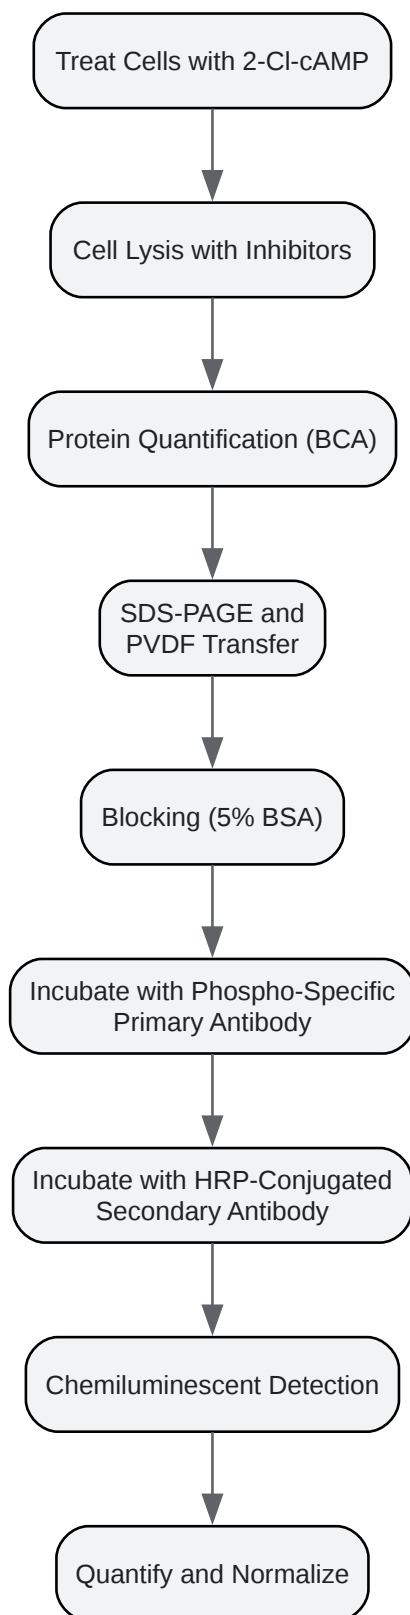 Treat Cells with 2-Cl-cAMP
Cell Lysis with Inhibitors
Protein Quantification (BCA)
SDS-PAGE and
PVDF Transfer
Blocking (5% BSA)
Incubate with Phospho-Specific
Primary Antibody
Incubate with HRP-Conjugated
Secondary Antibody
Chemiluminescent Detection
Quantify and Normalize